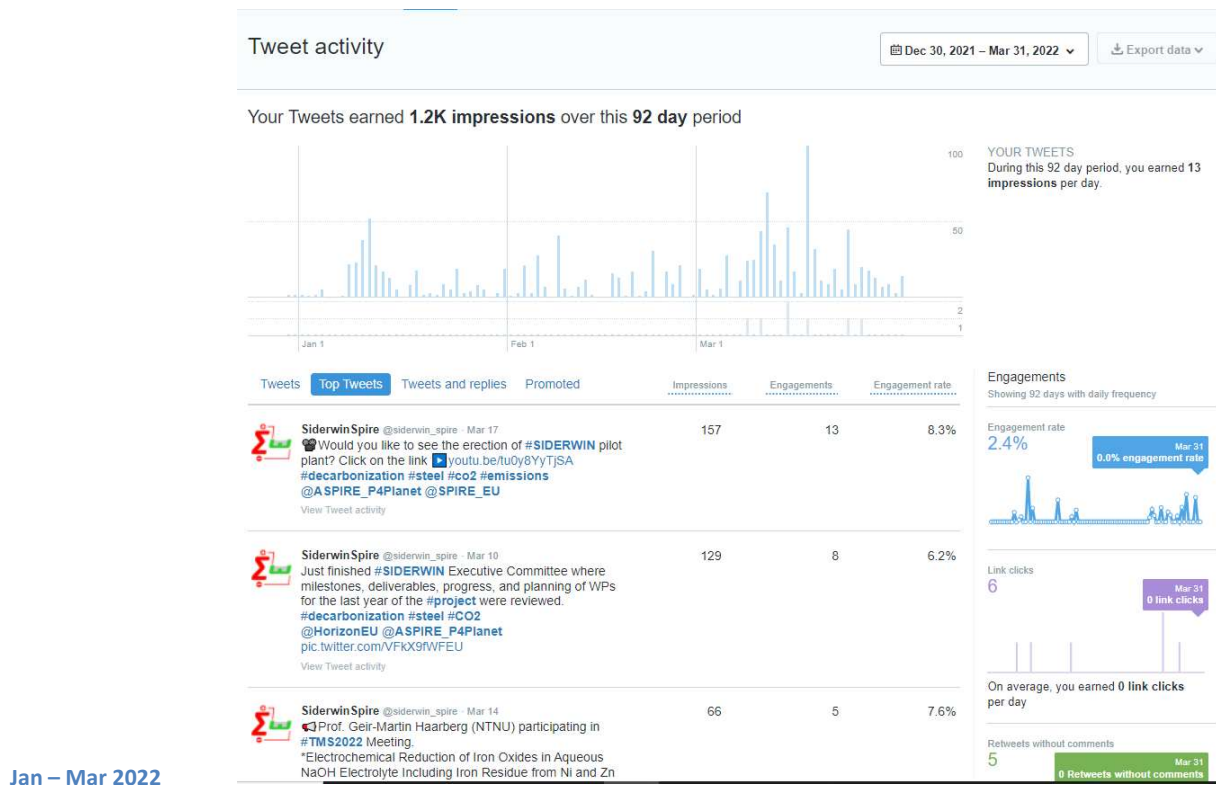 Tweet activity
Dec 30, 2021 – Mar 31, 2022
Export data
Your Tweets earned 1.2K impressions over this 92 day period
100
50
2
1
Jan 1
Feb 1
Mar 1
YOUR TWEETS
During this 92 day period, you earned 13
impressions per day.
Tweets Top Tweets Tweets and replies Promoted Impressions Engagements Engagement rate
SiderwinSpire @siderwin_spire · Mar 17 157 13 8.3%
Would you like to see the erection of #SIDERWIN pilot
plant? Click on the link youtu.be/tu0y8YyTjSA
#decarbonization #steel #co2 #emissions
@ASPIRE_P4Planet @SPIRE_EU
View Tweet activity
SiderwinSpire @siderwin_spire · Mar 10 129 8 6.2%
Just finished #SIDERWIN Executive Committee where
milestones, deliverables, progress, and planning of WPs
for the last year of the #project were reviewed.
#decarbonization #steel #CO2
@HorizonEU @ASPIRE_P4Planet
pic.twitter.com/VFkX9fWFEU
View Tweet activity
SiderwinSpire @siderwin_spire · Mar 14 66 5 7.6%
Prof. Geir-Martin Haarberg (NTNU) participating in
#TMS2022 Meeting.
*Electrochemical Reduction of Iron Oxides in Aqueous
NaOH Electrolyte Including Iron Residue from Ni and Zn
Engagements
Showing 92 days with daily frequency
Engagement rate
2.4%
Mar 31
0.0% engagement rate
Link clicks
6
Mar 31
0 link clicks
On average, you earned 0 link clicks
per day
Retweets without comments
5
Mar 31
0 Retweets without comments
Jan – Mar 2022